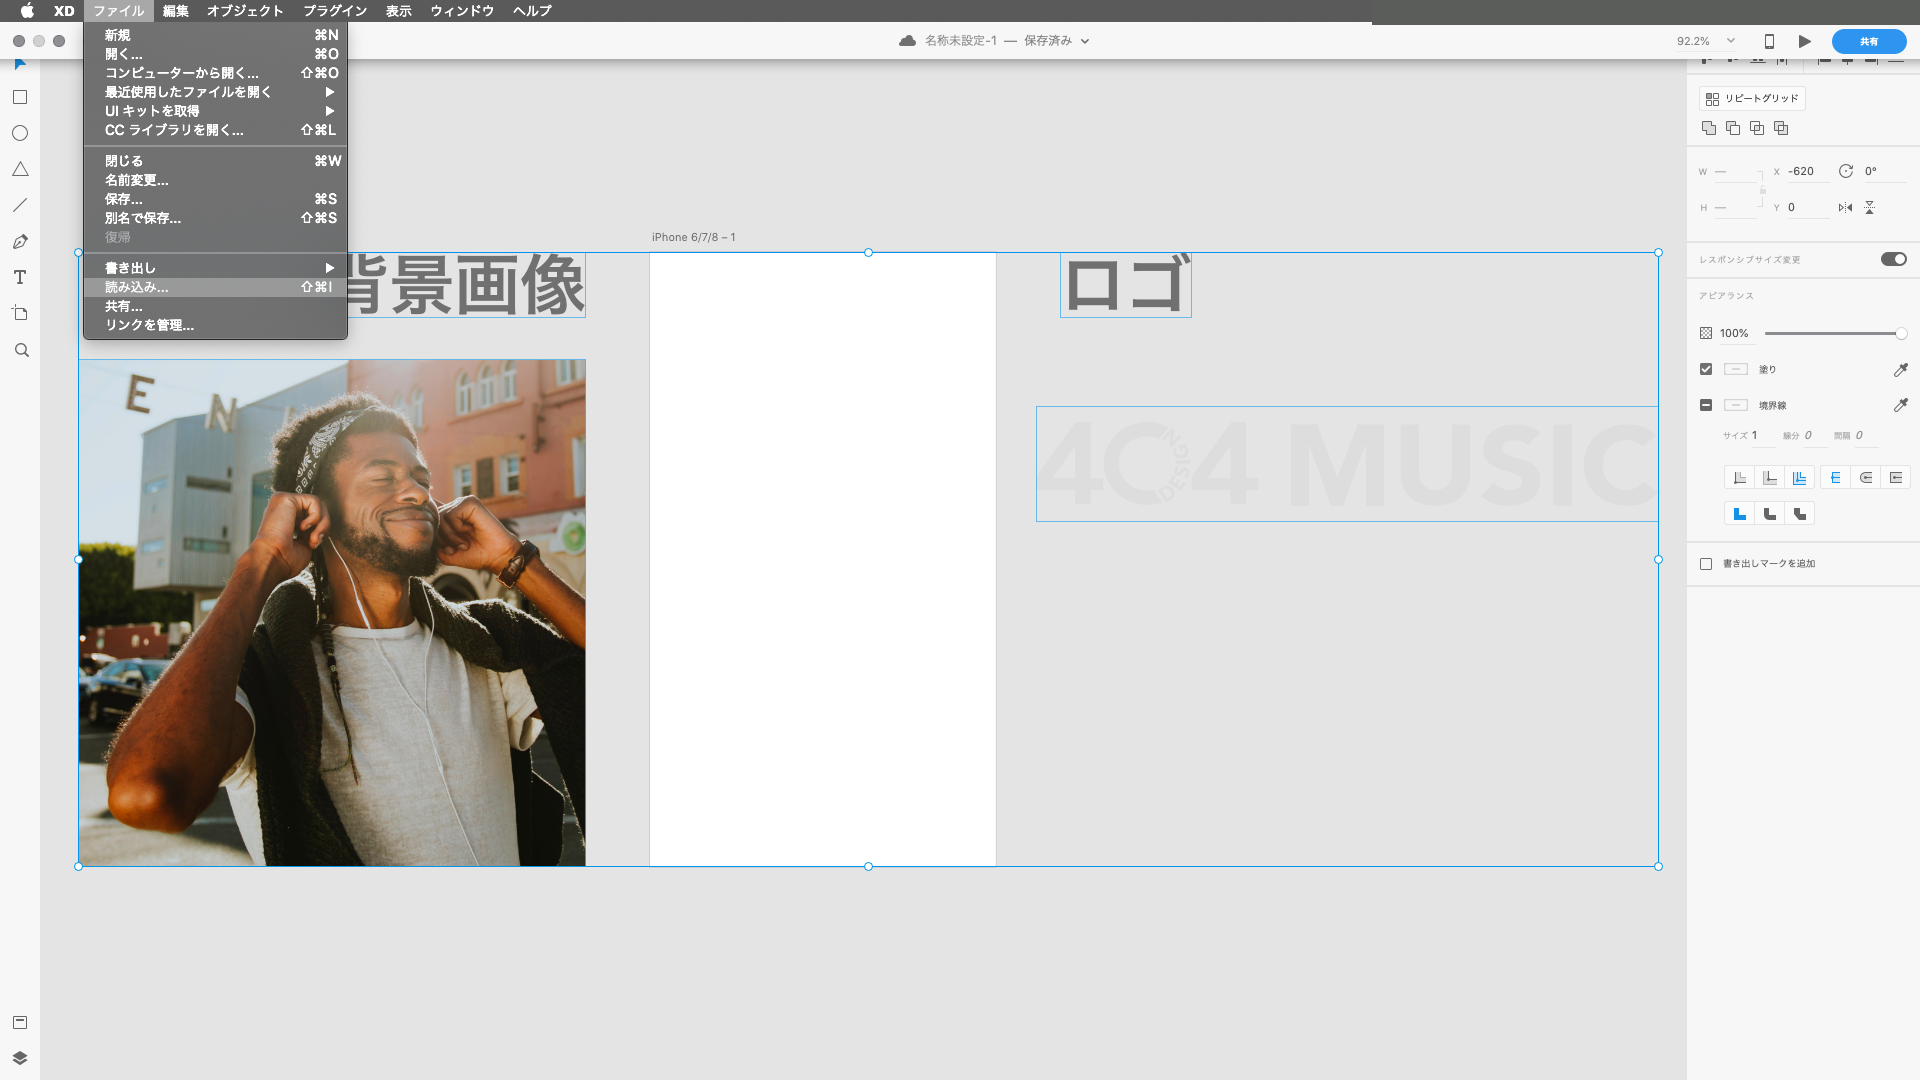 XD ファイル 編集 オブジェクト プラグイン 表示 ウィンドウ ヘルプ
名称未設定-1 — 保存済み
92.2%
共有
新規 ⌘N
開く... ⌘O
コンピューターから開く... ⇧⌘O
最近使用したファイルを開く ▶
UI キットを取得 ▶
CC ライブラリを開く... ⇧⌘L
閉じる ⌘W
名前変更...
保存... ⌘S
別名で保存... ⇧⌘S
復帰
書き出し ▶
読み込み... ⇧⌘I
共有...
リンクを管理...
iPhone 6/7/8 – 1
背景画像
ロゴ
E N
4C4 MUSIC
DESIGN
リピートグリッド
W — X -620 0°
H — Y 0
レスポンシブサイズ変更
アピアランス
100%
塗り
境界線
サイズ 1 線分 0 間隔 0
書き出しマークを追加